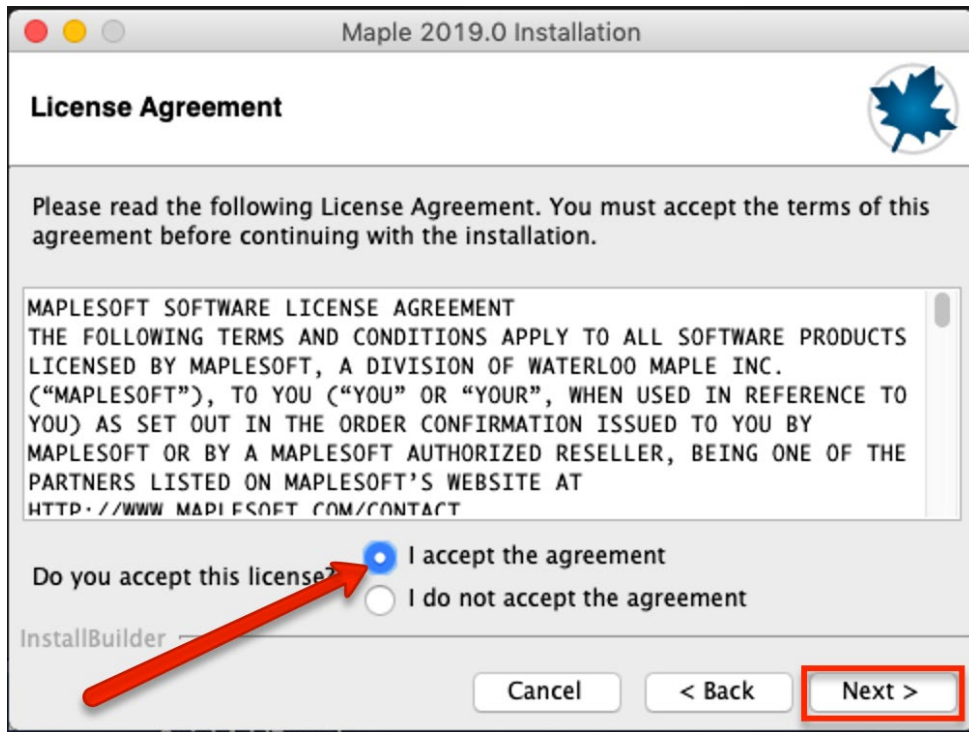 Maple 2019.0 Installation
License Agreement
Please read the following License Agreement. You must accept the terms of this
agreement before continuing with the installation.
MAPLESOFT SOFTWARE LICENSE AGREEMENT
THE FOLLOWING TERMS AND CONDITIONS APPLY TO ALL SOFTWARE PRODUCTS
LICENSED BY MAPLESOFT, A DIVISION OF WATERLOO MAPLE INC.
(“MAPLESOFT”), TO YOU (“YOU” OR “YOUR”, WHEN USED IN REFERENCE TO
YOU) AS SET OUT IN THE ORDER CONFIRMATION ISSUED TO YOU BY
MAPLESOFT OR BY A MAPLESOFT AUTHORIZED RESELLER, BEING ONE OF THE
PARTNERS LISTED ON MAPLESOFT’S WEBSITE AT
HTTP://WWW.MAPLESOFT.COM/CONTACT
Do you accept this license?
I accept the agreement
I do not accept the agreement
InstallBuilder
Cancel
< Back
Next >